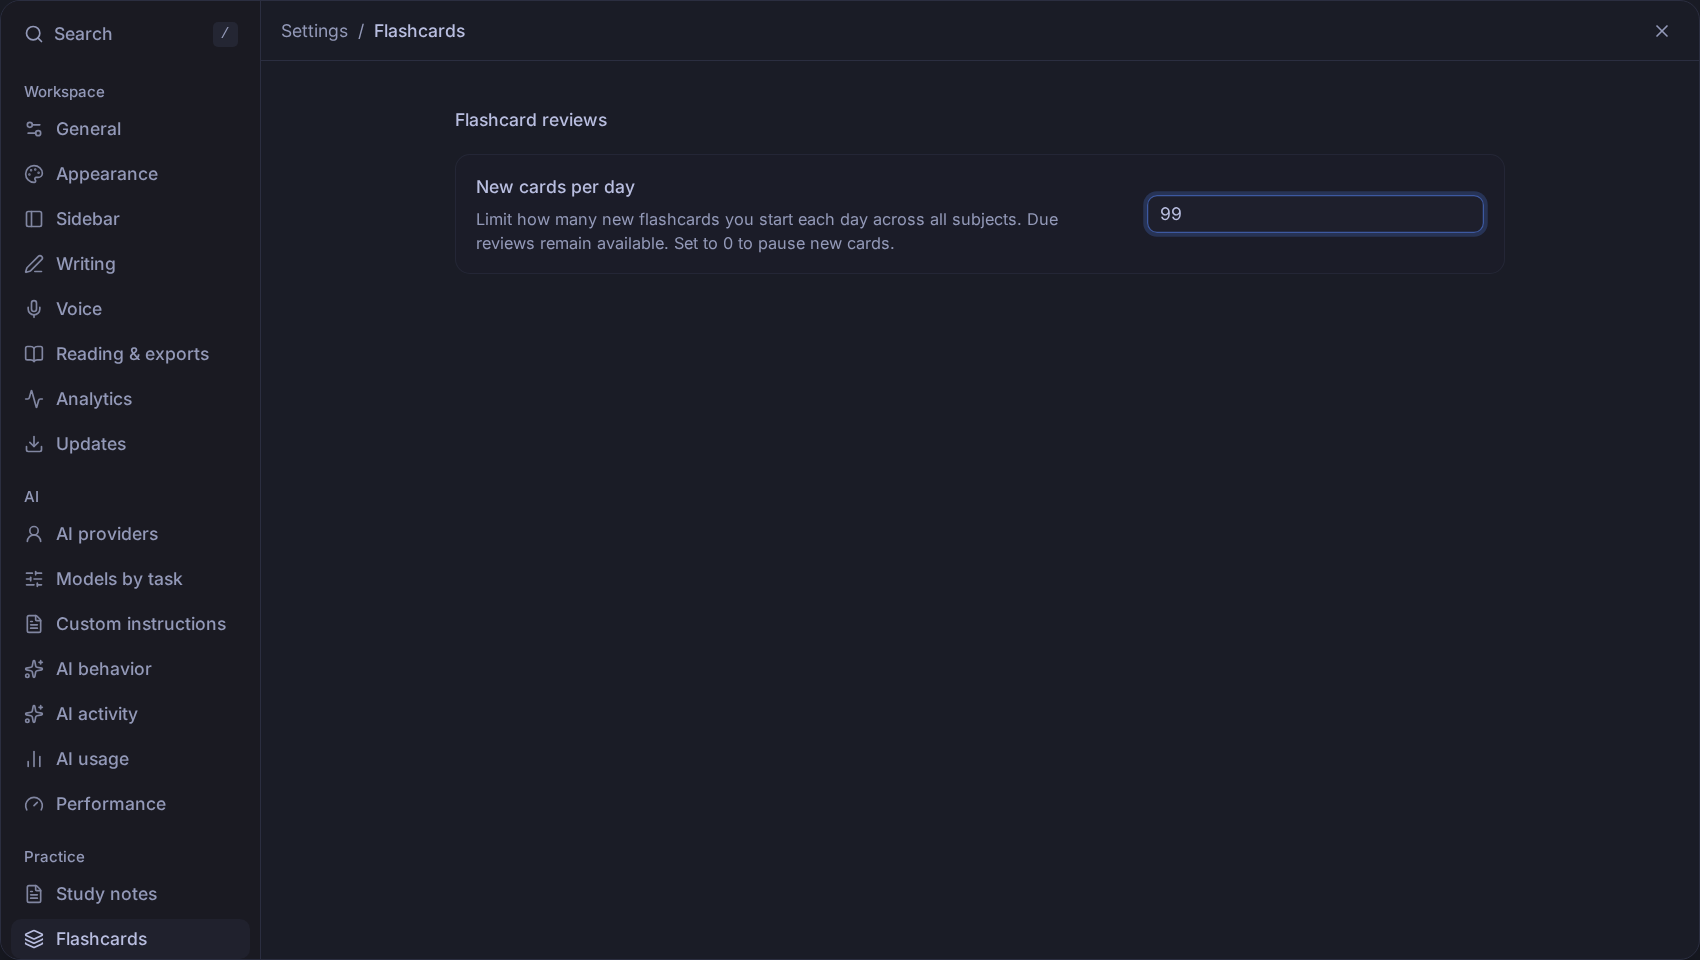 Search /
Workspace
General
Appearance
Sidebar
Writing
Voice
Reading & exports
Analytics
Updates
AI
AI providers
Models by task
Custom instructions
AI behavior
AI activity
AI usage
Performance
Practice
Study notes
Flashcards
Settings / Flashcards
Flashcard reviews
New cards per day
Limit how many new flashcards you start each day across all subjects. Due
reviews remain available. Set to 0 to pause new cards.
99